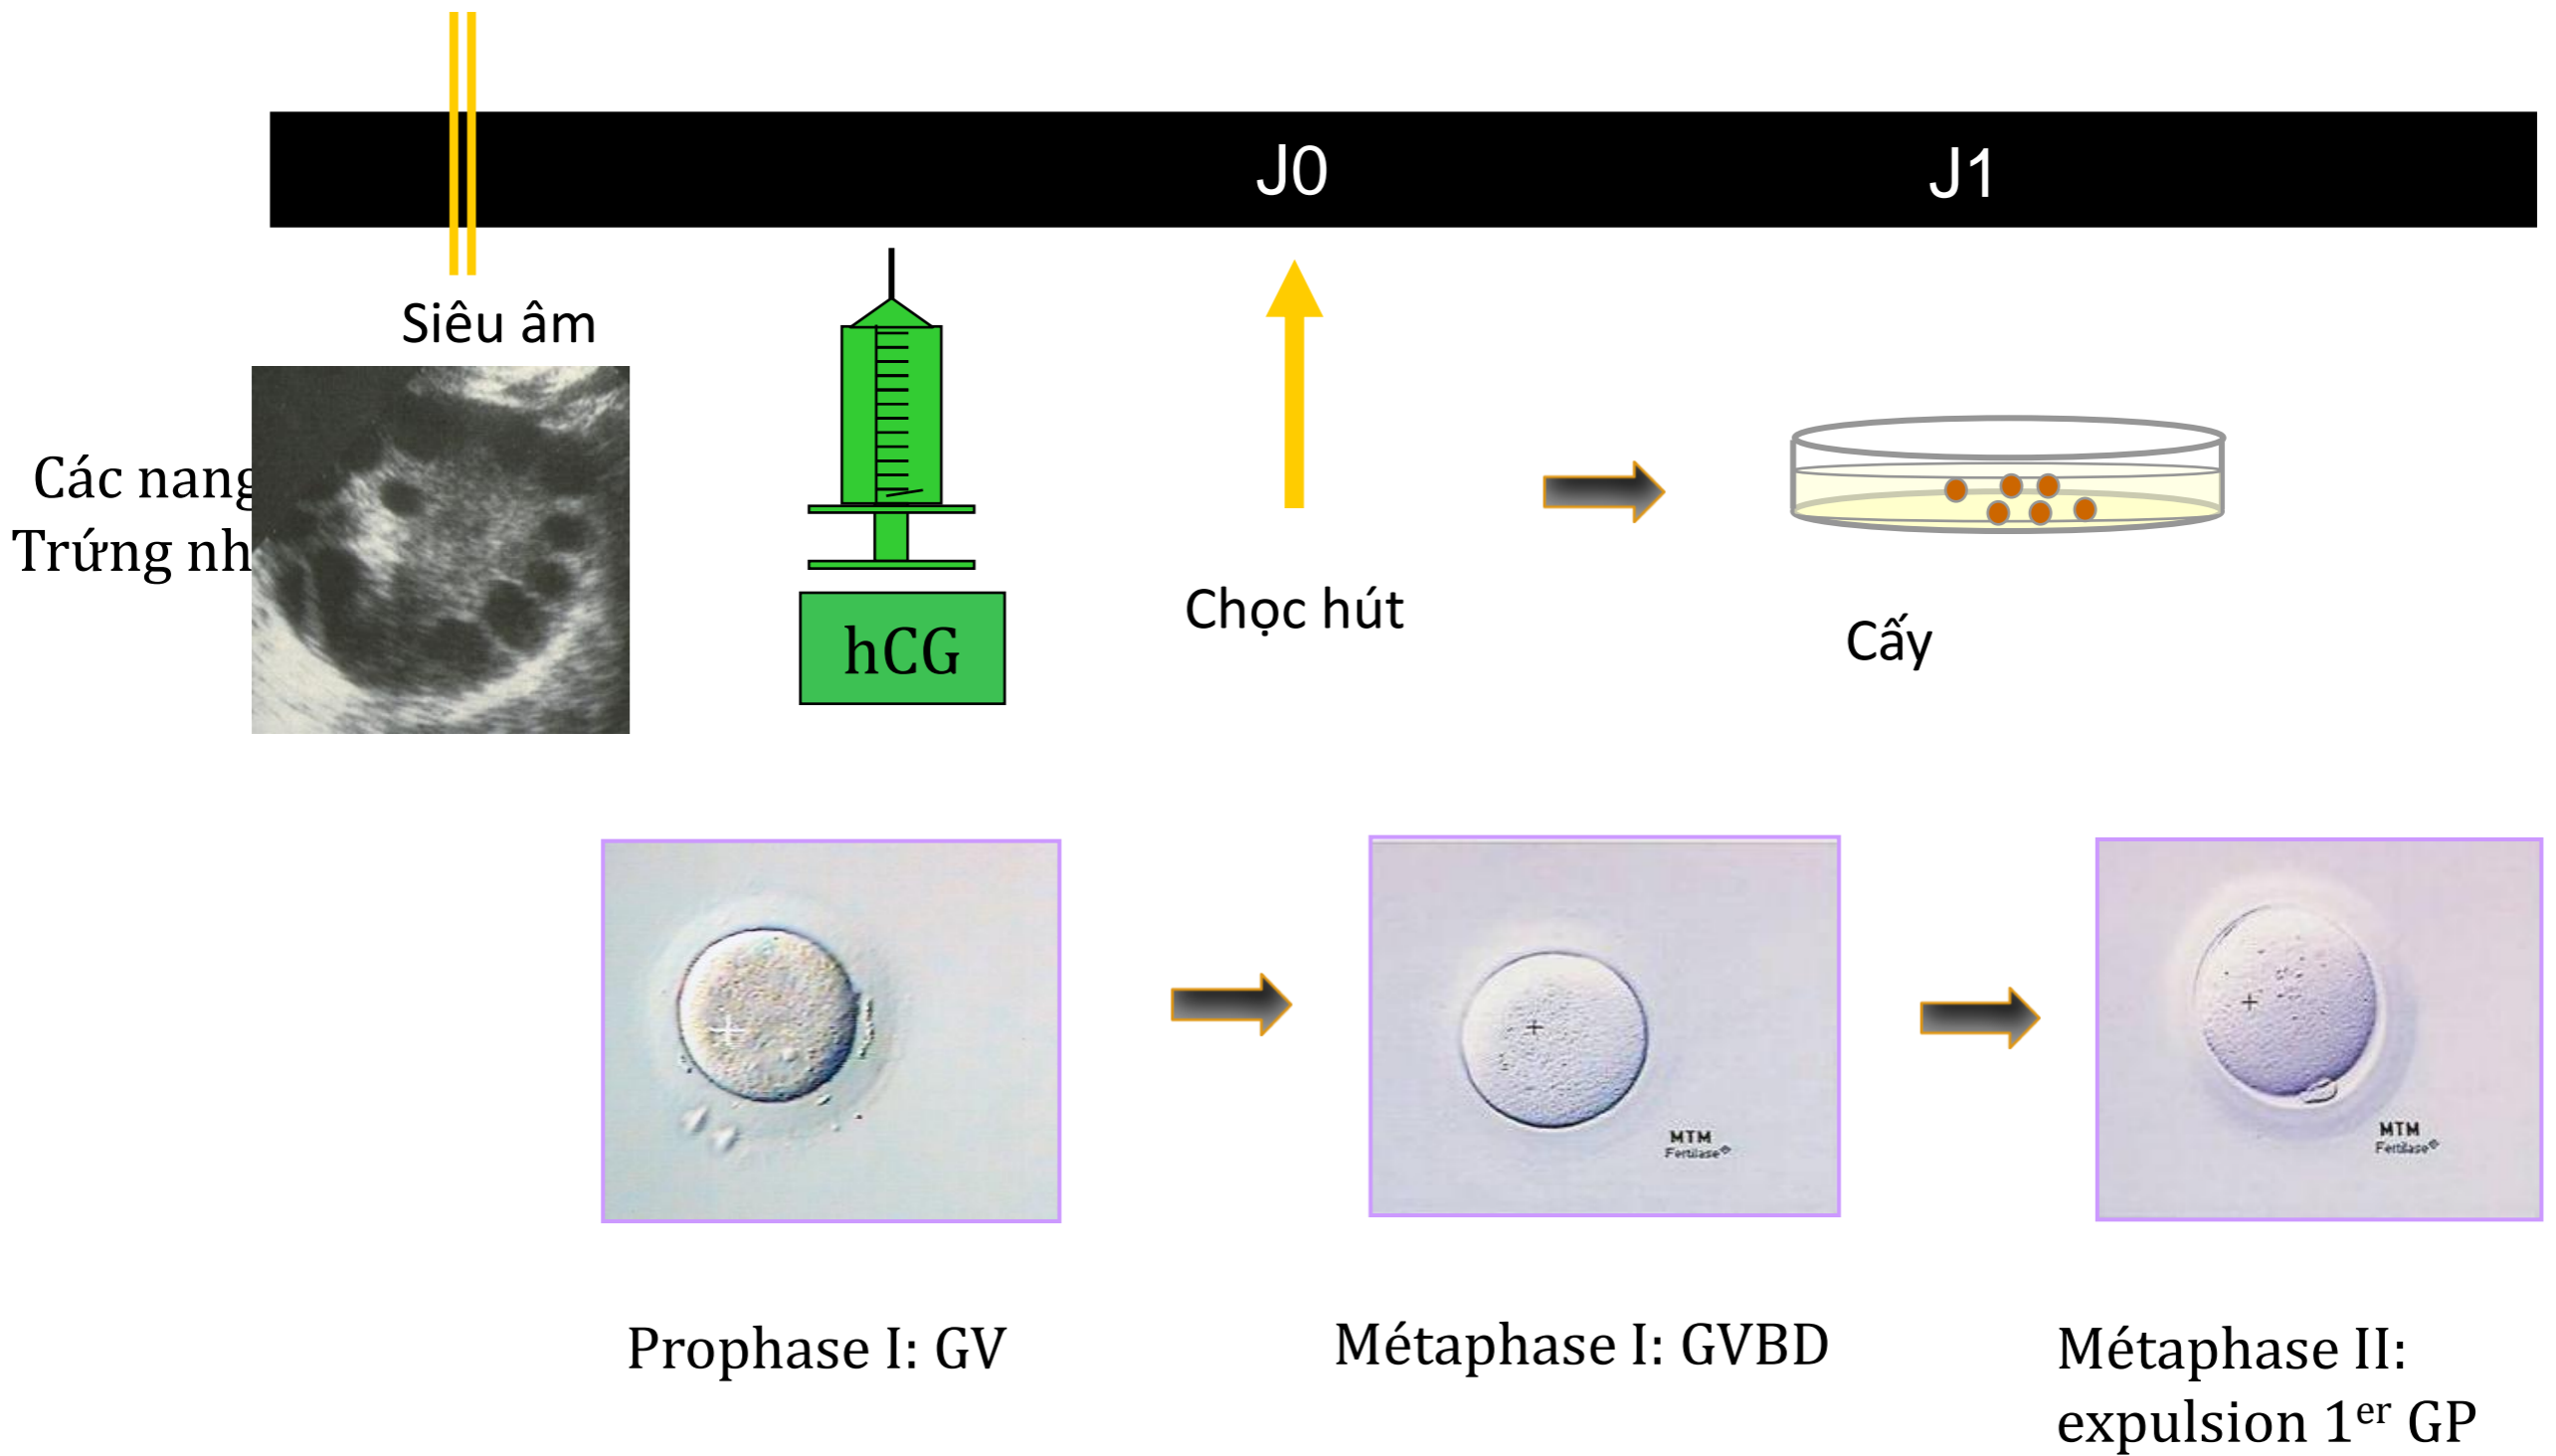 J0
J1
Siêu âm
Các nang
Trứng nh
hCG
Chọc hút
Cấy
MTM
Fertilase
MTM
Fertilase
Prophase I: GV
Métaphase I: GVBD
Métaphase II:
expulsion 1er GP